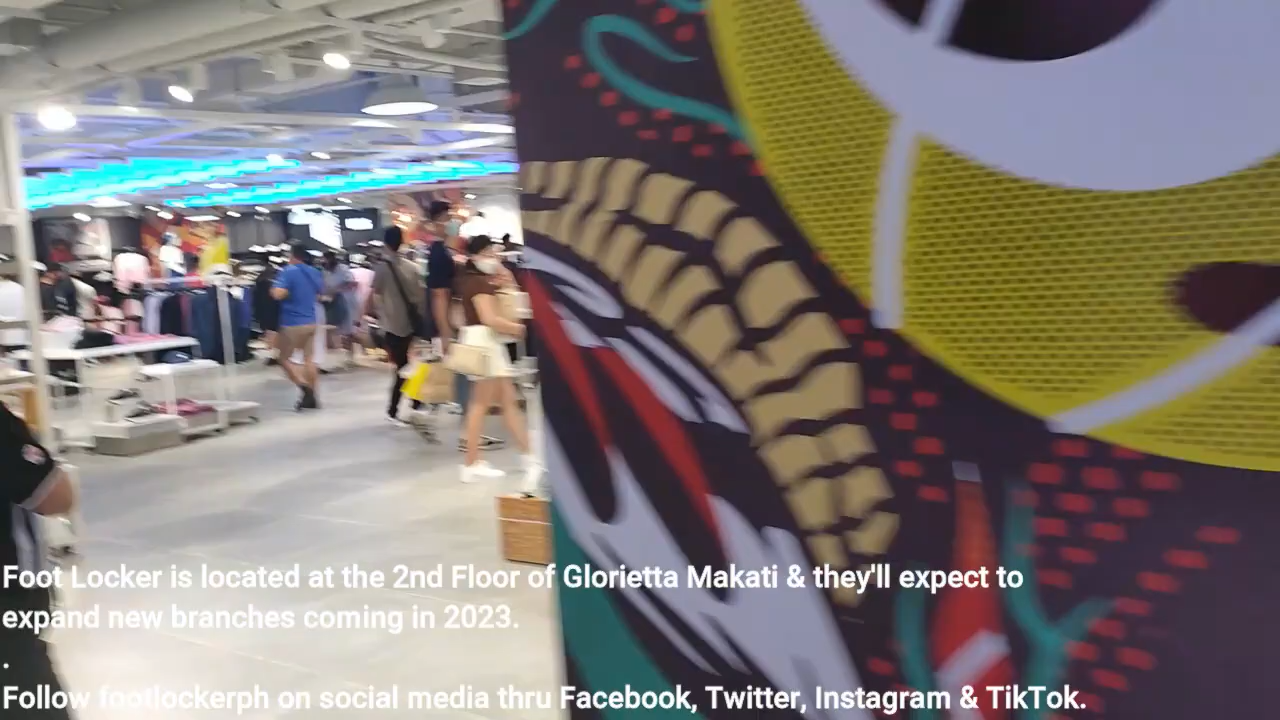 Foot Locker is located at the 2nd Floor of Glorietta Makati & they'll expect to
expand new branches coming in 2023.
.
Follow footlockerph on social media thru Facebook, Twitter, Instagram & TikTok.